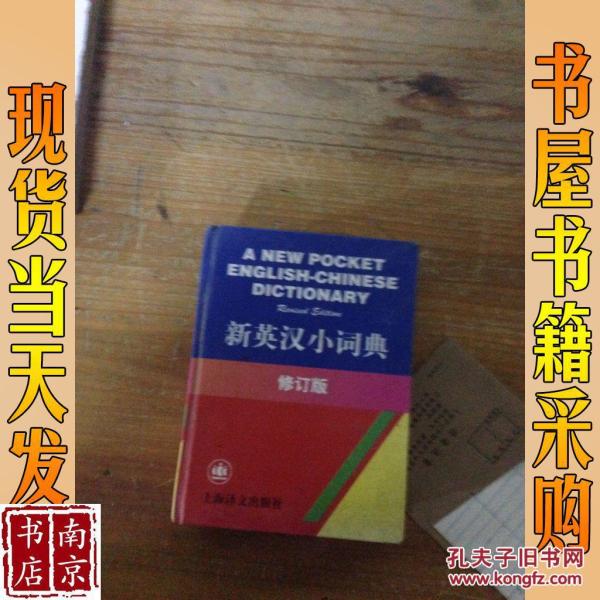 现货当天发
书屋书籍采购
A NEW POCKET
ENGLISH-CHINESE
DICTIONARY
Revised Edition
新英汉小词典
修订版
上海译文出版社
南京
书店
孔夫子旧书网
www.kongfz.com